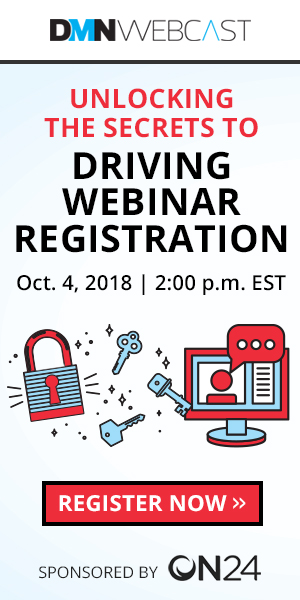 DMNWEBCAST
UNLOCKING
THE SECRETS TO
DRIVING
WEBINAR
REGISTRATION
Oct. 4, 2018 | 2:00 p.m. EST
REGISTER NOW »
SPONSORED BY ON24